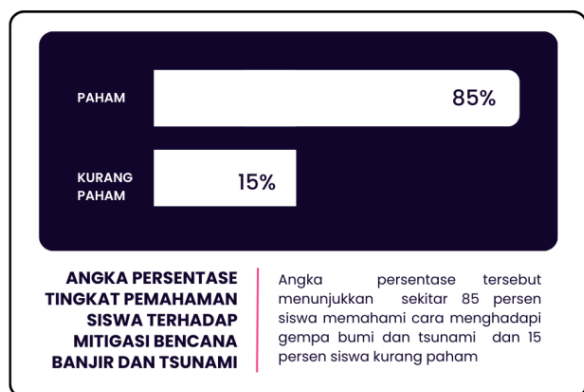 PAHAM
85%
KURANG
PAHAM
15%
ANGKA PERSENTASE
TINGKAT PEMAHAMAN
SISWA TERHADAP
MITIGASI BENCANA
BANJIR DAN TSUNAMI
Angka persentase tersebut
menunjukkan sekitar 85 persen
siswa memahami cara menghadapi
gempa bumi dan tsunami dan 15
persen siswa kurang paham